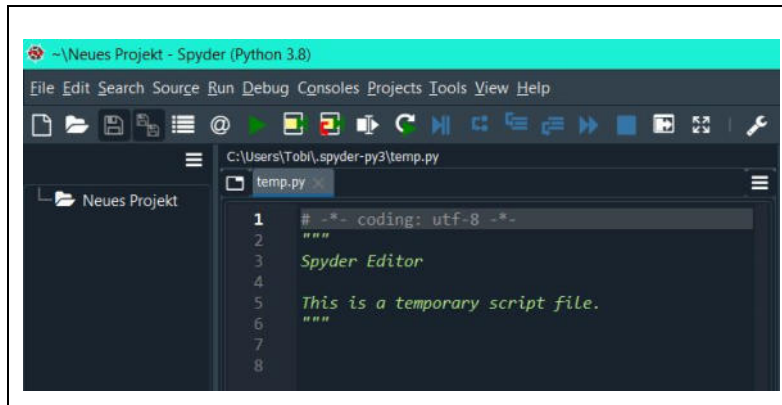 ~\Neues Projekt - Spyder (Python 3.8)
File Edit Search Source Run Debug Consoles Projects Tools View Help
@
C:\Users\Tobi\.spyder-py3\temp.py
temp.py
Neues Projekt
1 # -*- coding: utf-8 -*-
2 """
3 Spyder Editor
4
5 This is a temporary script file.
6 """
7
8